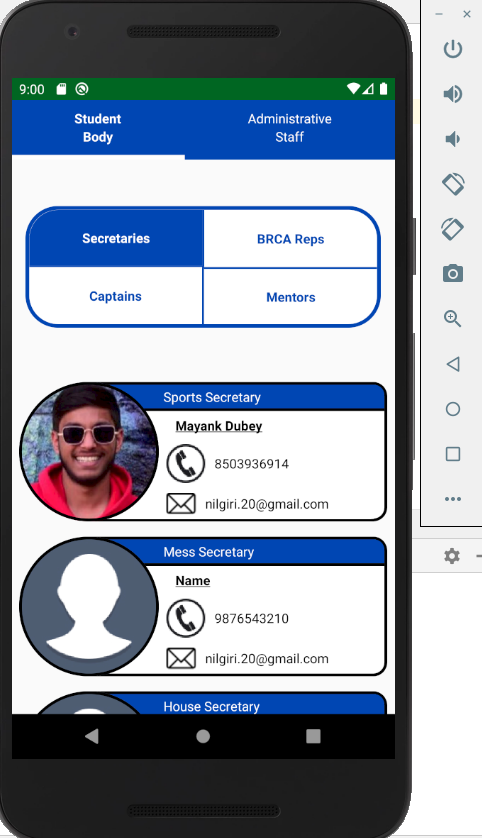 9:00
Student
Body
Administrative
Staff
Secretaries
BRCA Reps
Captains
Mentors
Sports Secretary
Mayank Dubey
8503936914
nilgiri.20@gmail.com
Mess Secretary
Name
9876543210
nilgiri.20@gmail.com
House Secretary